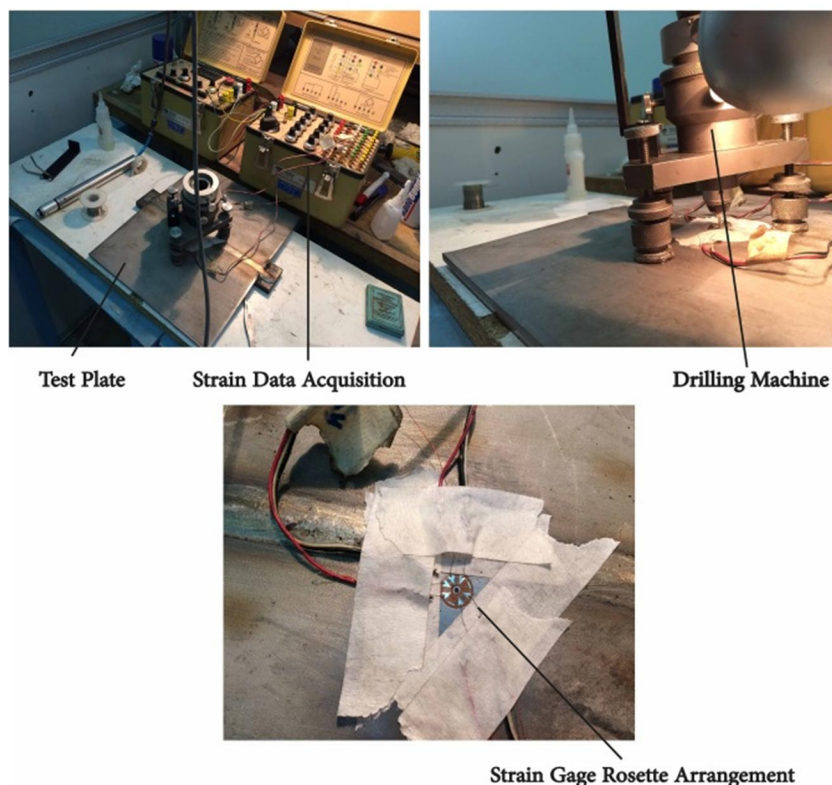 Test Plate
Strain Data Acquisition
Drilling Machine
Strain Gage Rosette Arrangement